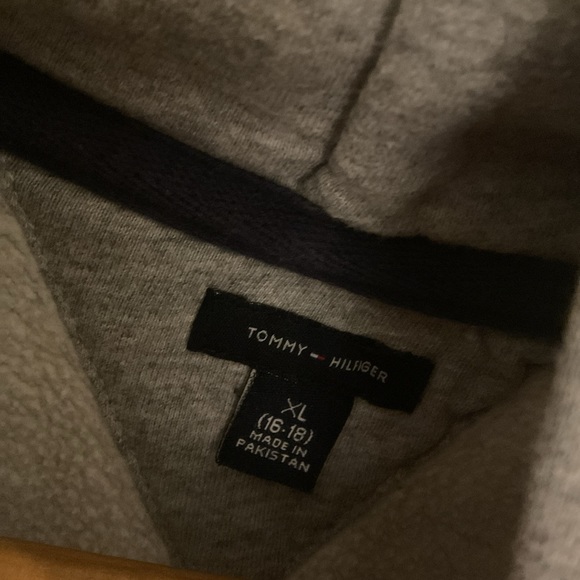 TOMMY HILFIGER
XL
(16-18)
MADE IN
PAKISTAN